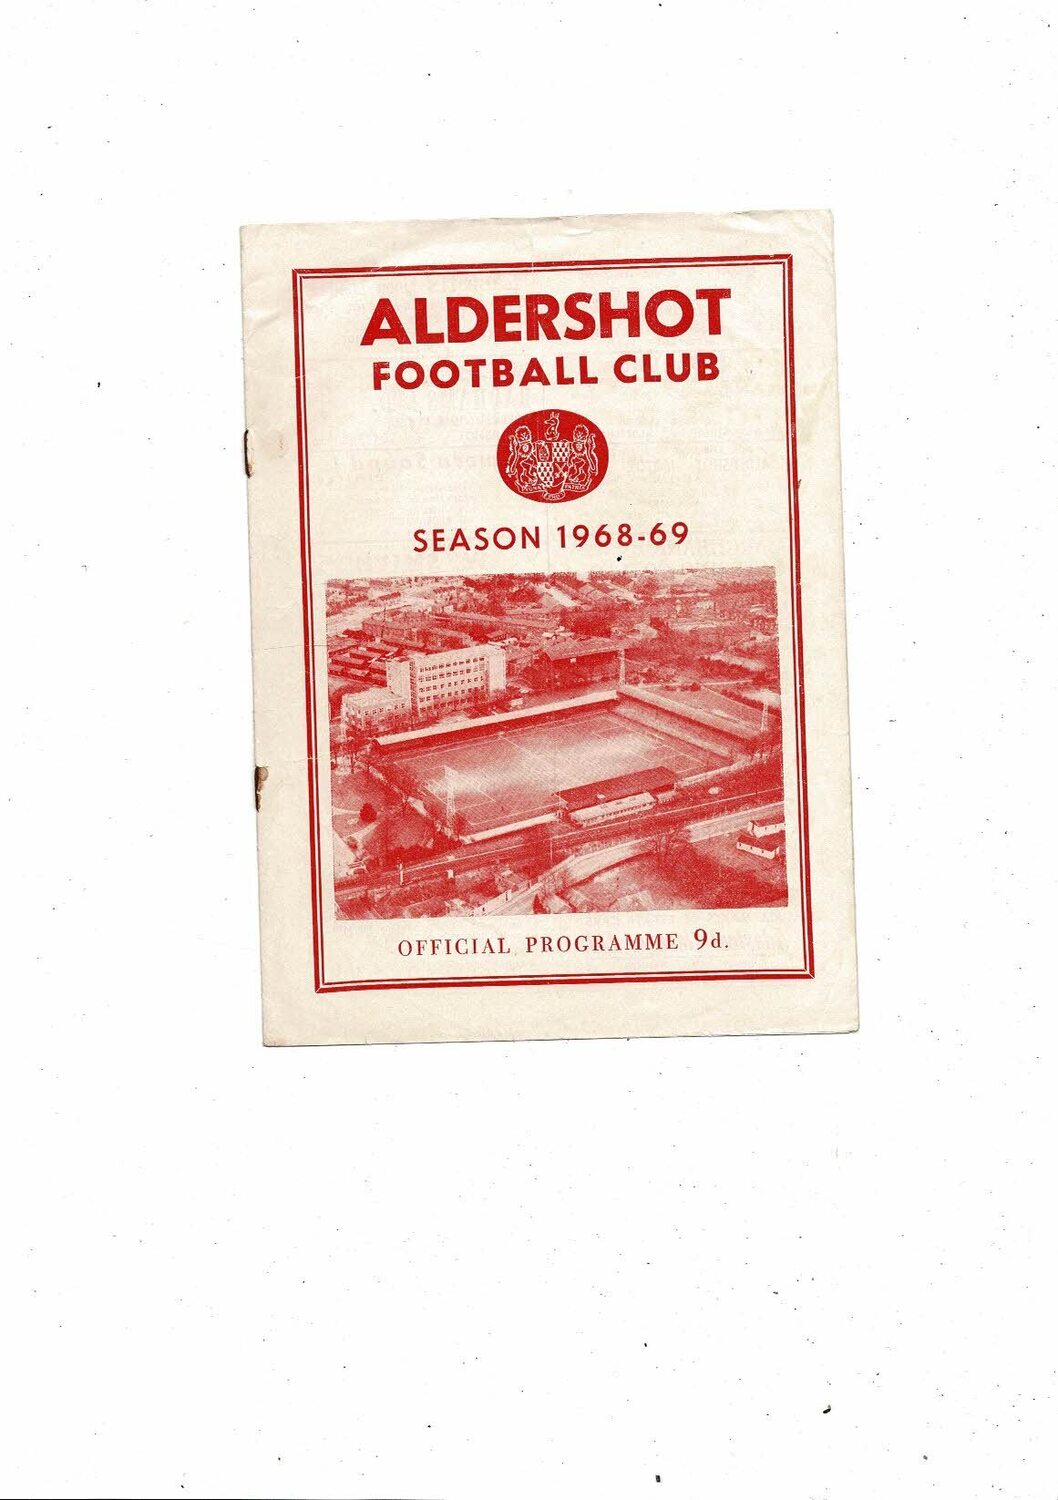 ALDERSHOT
FOOTBALL CLUB
SEASON 1968-69
OFFICIAL PROGRAMME 9d.